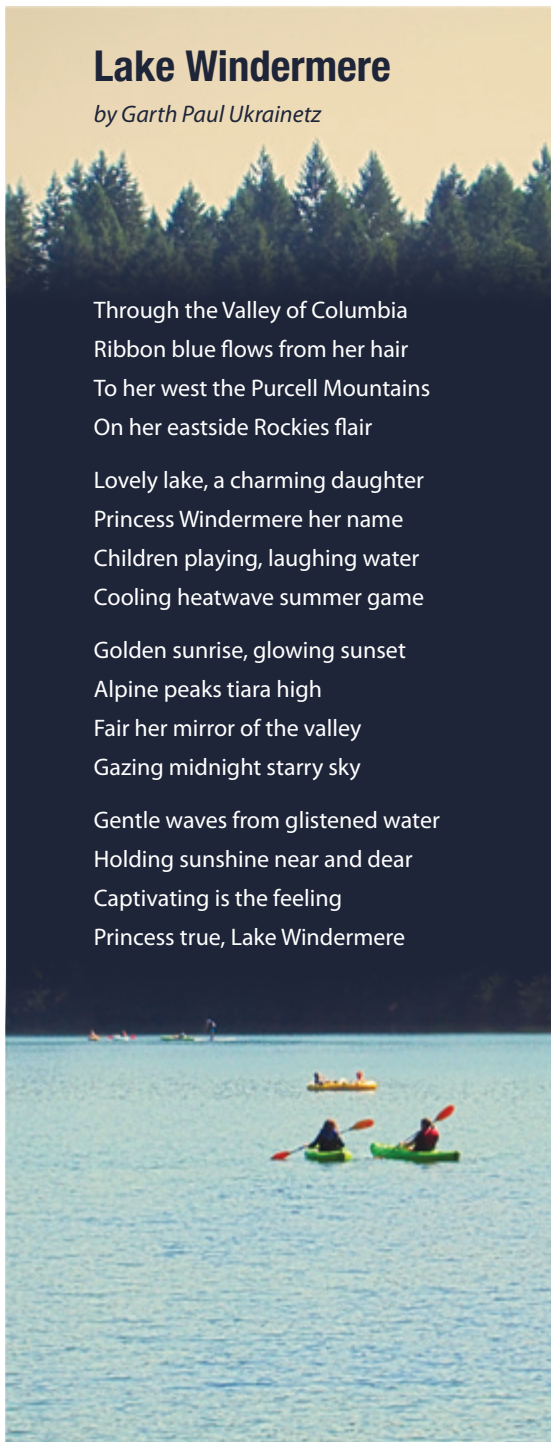 Lake Windermere
by Garth Paul Ukrainetz
Through the Valley of Columbia
Ribbon blue flows from her hair
To her west the Purcell Mountains
On her eastside Rockies flair
Lovely lake, a charming daughter
Princess Windermere her name
Children playing, laughing water
Cooling heatwave summer game
Golden sunrise, glowing sunset
Alpine peaks tiara high
Fair her mirror of the valley
Gazing midnight starry sky
Gentle waves from glistened water
Holding sunshine near and dear
Captivating is the feeling
Princess true, Lake Windermere